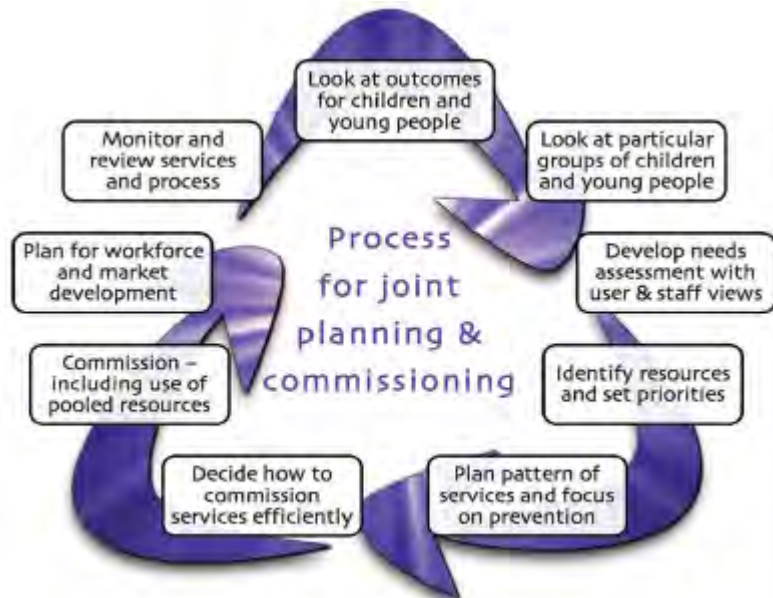 Look at outcomes
for children and
young people
Look at particular
groups of children
and young people
Develop needs
assessment with
user & staff views
Identify resources
and set priorities
Plan pattern of
services and focus
on prevention
Decide how to
commission
services efficiently
Commission –
including use of
pooled resources
Plan for workforce
and market
development
Monitor and
review services
and process
Process
for joint
planning &
commissioning